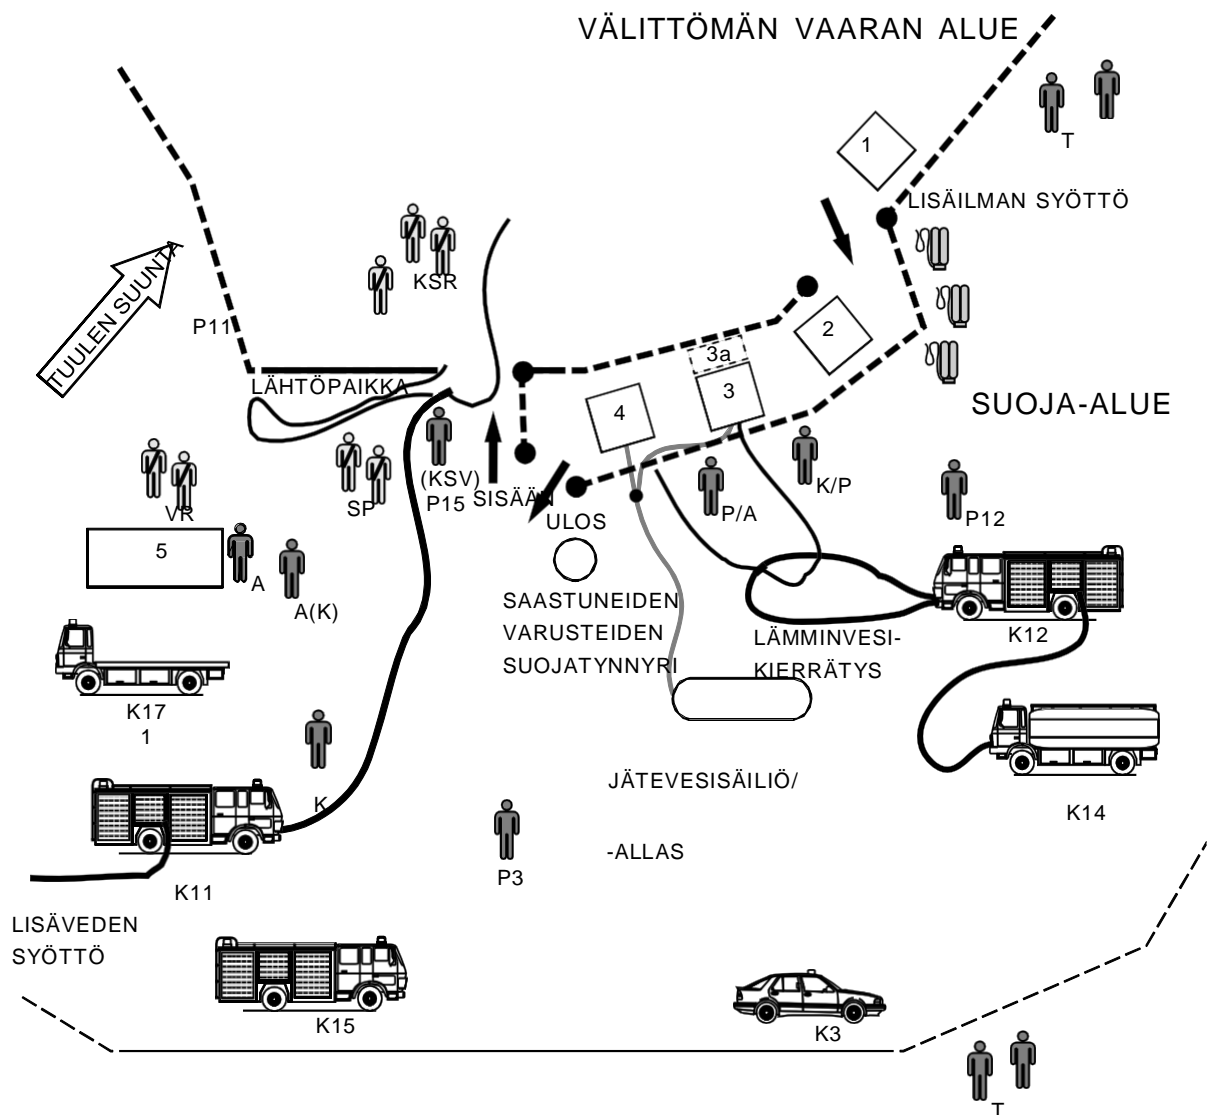 VÄLITTÖMÄN VAARAN ALUE
T
1
LISÄILMAN SYÖTTÖ
TUULEN SUUNTA
KSR
P11
2
3a
LÄHTÖPAIKKA
3
4
SUOJA-ALUE
(KSV)
P15
SISÄÄN
K/P
VR
SP
ULOS
P/A
P12
5
A
A(K)
SAASTUNEIDEN
VARUSTEIDEN
SUOJATYNNYRI
LÄMMINVESI-
KIERRÄTYS
K12
K17
1
K
JÄTEVESISÄILIÖ/
-ALLAS
K14
P3
K11
LISÄVEDEN
SYÖTTÖ
K15
K3
T